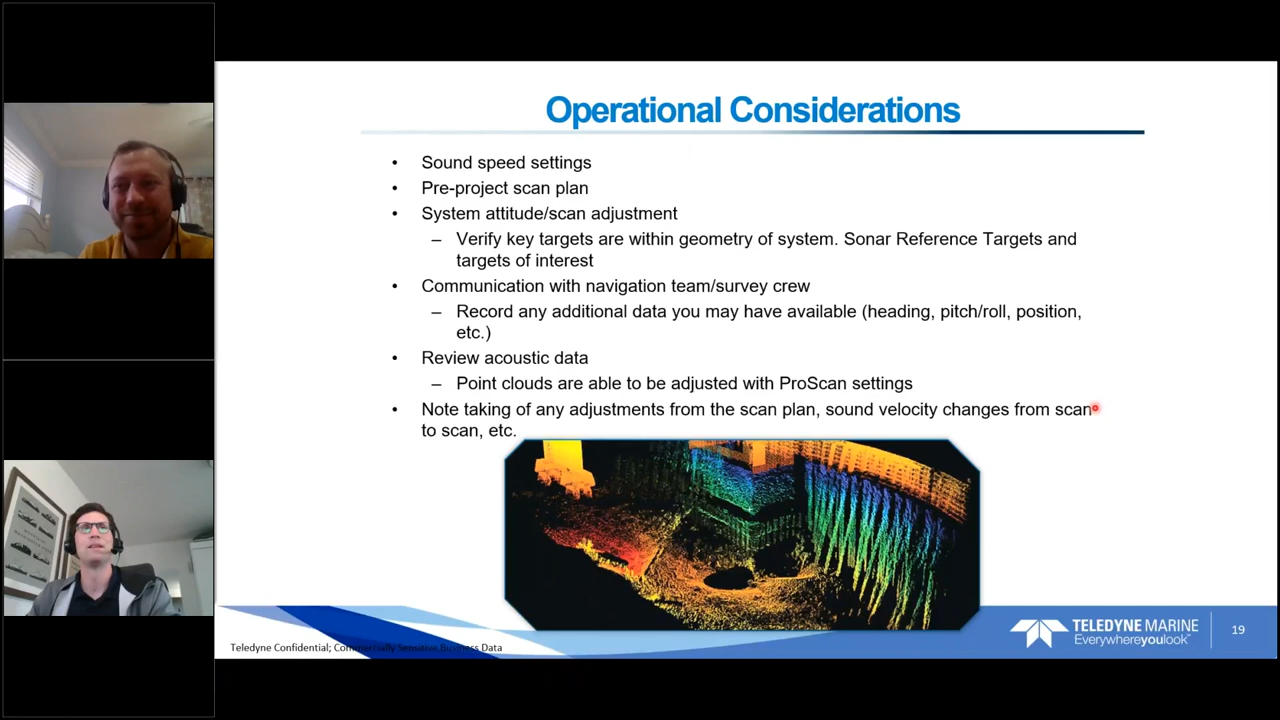 Operational Considerations
• Sound speed settings
• Pre-project scan plan
• System attitude/scan adjustment
– Verify key targets are within geometry of system. Sonar Reference Targets and
targets of interest
• Communication with navigation team/survey crew
– Record any additional data you may have available (heading, pitch/roll, position,
etc.)
• Review acoustic data
– Point clouds are able to be adjusted with ProScan settings
• Note taking of any adjustments from the scan plan, sound velocity changes from scan
to scan, etc.
TELEDYNE MARINE
Everywhereyoulook™
19
Teledyne Confidential; Commercially Sensitive Business Data